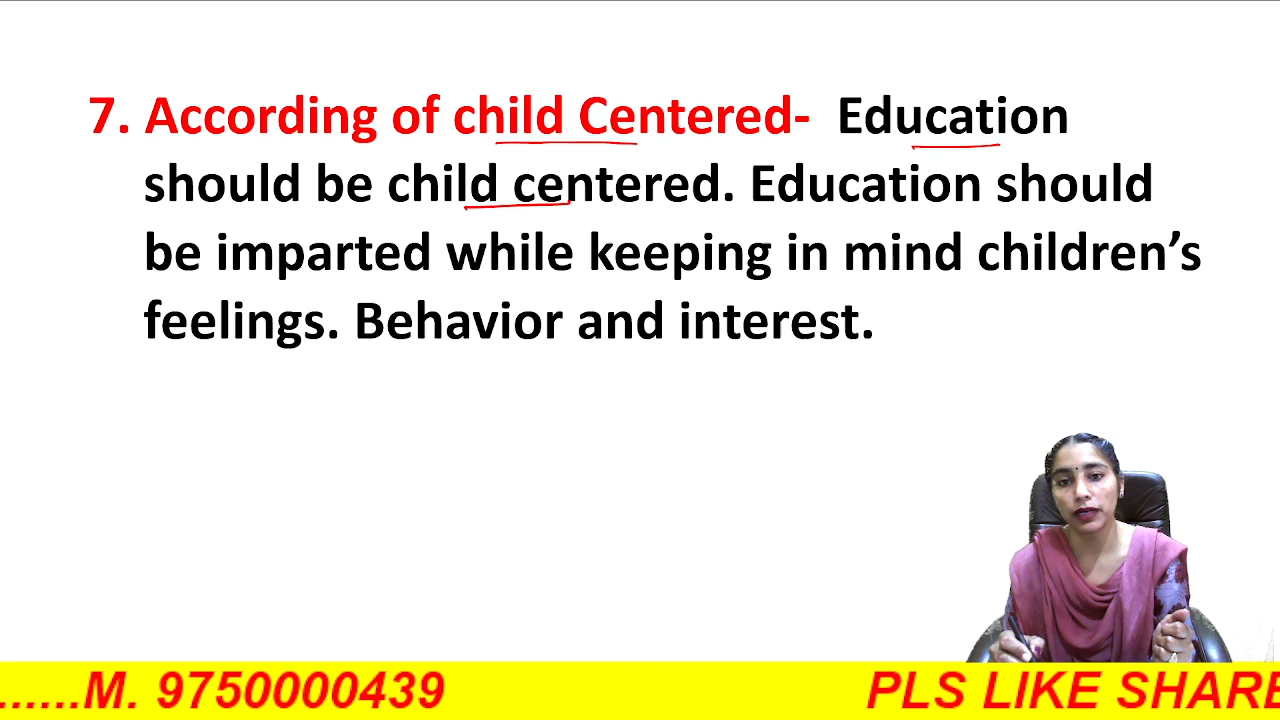 7. According of child Centered- Education
should be child centered. Education should
be imparted while keeping in mind children’s
feelings. Behavior and interest.
......M. 9750000439 PLS LIKE SHARE